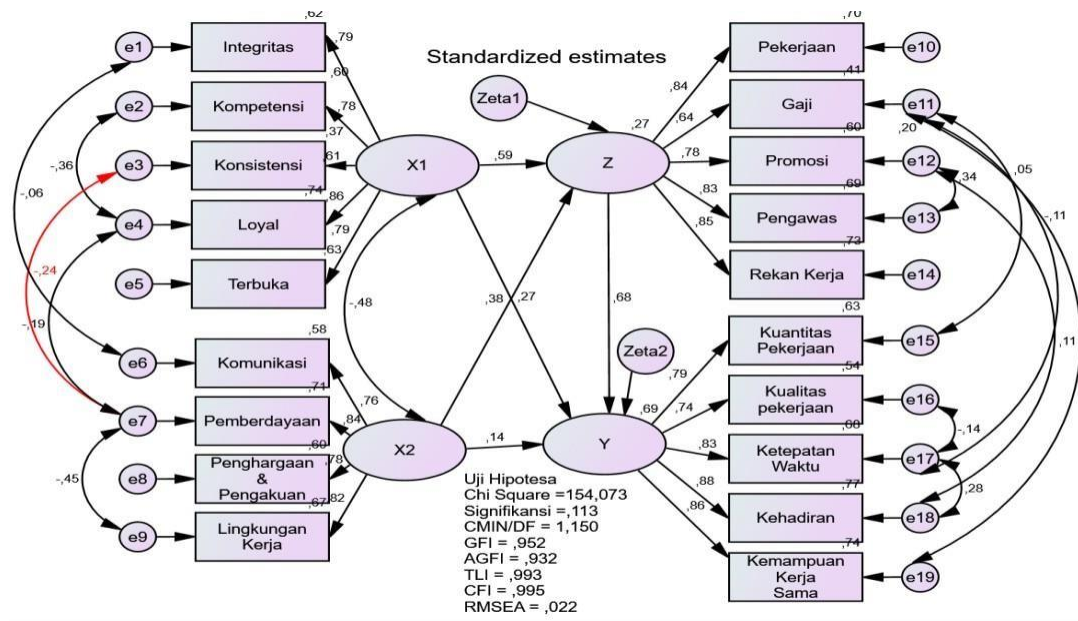 Standardized estimates
e1
Integritas
,62
,79
e2
Kompetensi
,60
,78
e3
Konsistensi
,37
,61
e4
Loyal
,74
,86
e5
Terbuka
,63
,79
-,36
-,06
-,24
-,19
-,45
e6
Komunikasi
,58
,76
e7
Pemberdayaan
,71
,84
e8
Penghargaan
&
Pengakuan
,60
,78
e9
Lingkungan
Kerja
,67
,82
X1
X2
-,48
,59
,38
,27
,14
Zeta1
Z
,27
,68
Zeta2
Y
,69
Pekerjaan
,70
,84
e10
Gaji
,41
,64
e11
Promosi
,60
,78
e12
Pengawas
,69
,83
e13
Rekan Kerja
,73
,85
e14
,20
,34
,05
-,11
,11
Kuantitas
Pekerjaan
,63
,79
e15
Kualitas
pekerjaan
,54
,74
e16
Ketepatan
Waktu
,68
,83
e17
Kehadiran
,77
,88
e18
Kemampuan
Kerja
Sama
,74
,86
e19
-,14
,28
Uji Hipotesa
Chi Square =154,073
Signifikansi =,113
CMIN/DF = 1,150
GFI = ,952
AGFI = ,932
TLI = ,993
CFI = ,995
RMSEA = ,022